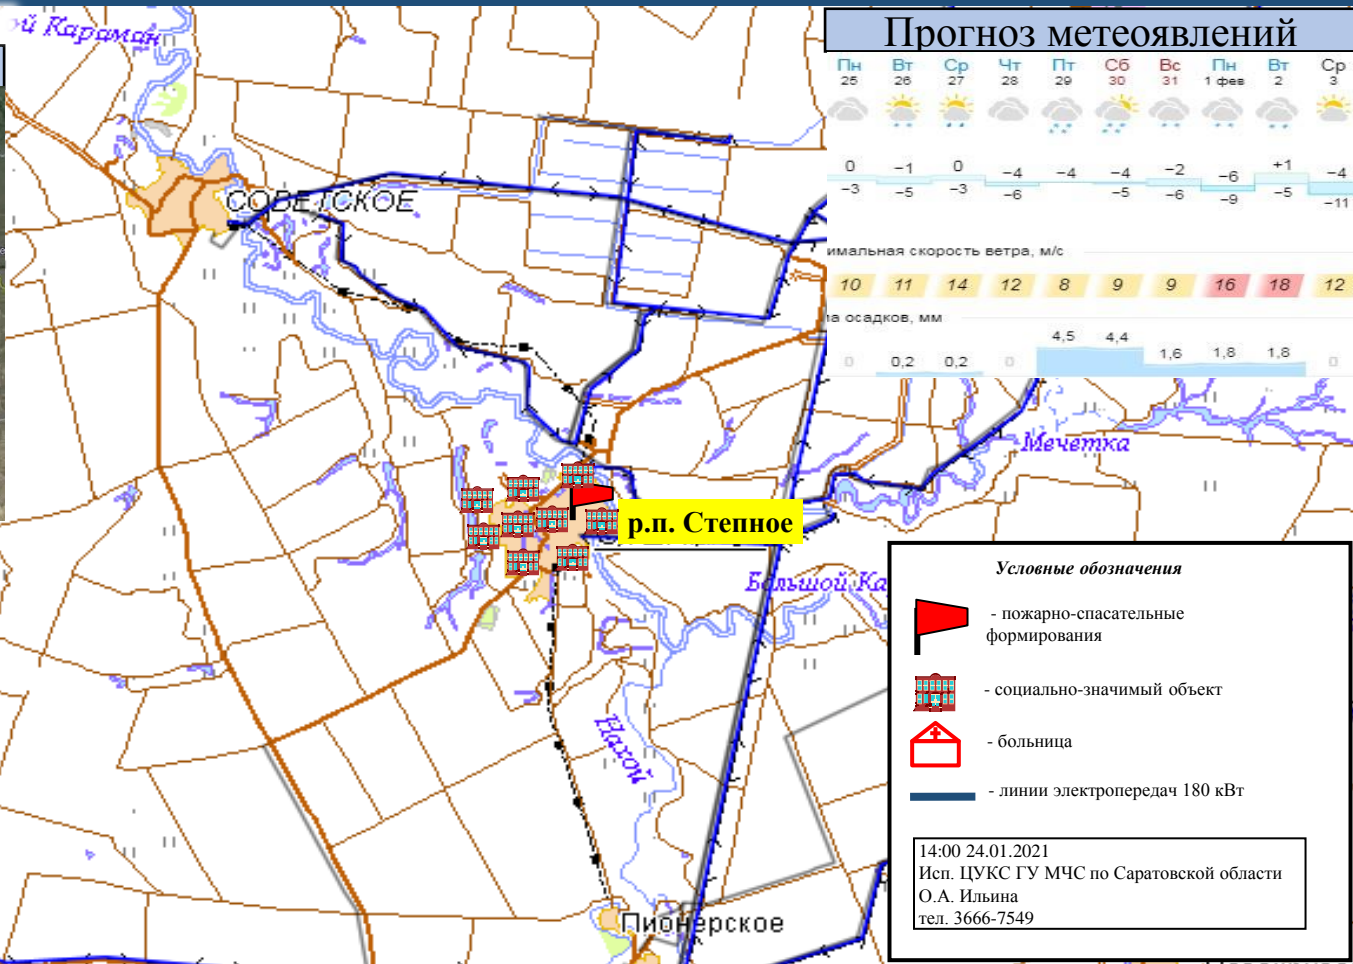 ой Караман
Прогноз метеоявлений
Пн Вт Ср Чт Пт Сб Вс Пн Вт Ср
25 26 27 28 29 30 31 1 фев 2 3
0 −1 0 −4 −4 −4 −2 −6 +1 −4
−3 −5 −3 −6 −5 −6 −9 −5 −11
имальная скорость ветра, м/с
10 11 14 12 8 9 9 16 18 12
ма осадков, мм
0 0,2 0,2 0 4,5 4,4 1,6 1,8 1,8 0
СОВЕТСКОЕ
Мечетка
р.п. Степное
Большой Ка
Нахой
Пионерское
Условные обозначения
- пожарно-спасательные
формирования
- социально-значимый объект
- больница
- линии электропередач 180 кВт
14:00 24.01.2021
Исп. ЦУКС ГУ МЧС по Саратовской области
О.А. Ильина
тел. 3666-7549